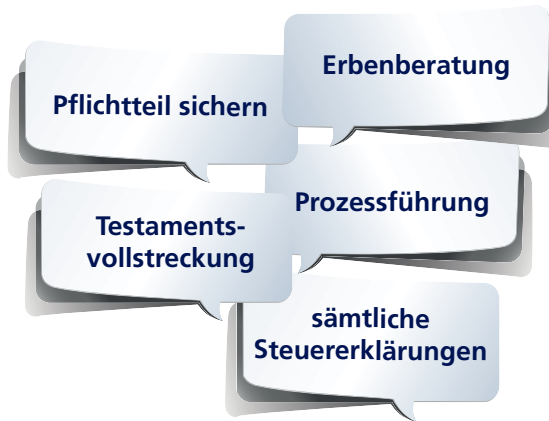 Erbenberatung
Pflichtteil sichern
Prozessführung
Testaments-
vollstreckung
sämtliche
Steuererklärungen